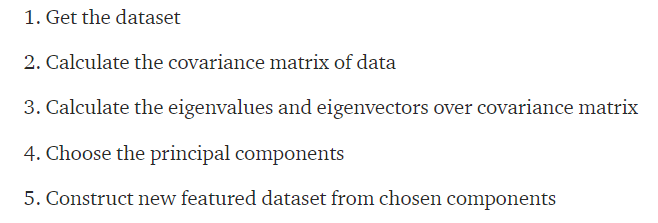 1. Get the dataset
2. Calculate the covariance matrix of data
3. Calculate the eigenvalues and eigenvectors over covariance matrix
4. Choose the principal components
5. Construct new featured dataset from chosen components